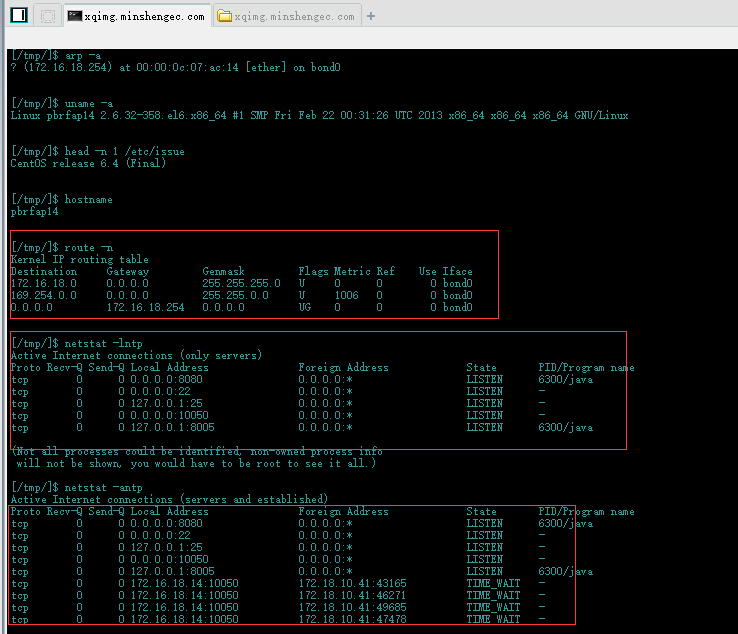 xqimg.minshengec.com xqimg.minshengec.com +
[/tmp/]$ arp -a
? (172.16.18.254) at 00:00:0c:07:ac:14 [ether] on bond0
[/tmp/]$ uname -a
Linux pbrfap14 2.6.32-358.el6.x86_64 #1 SMP Fri Feb 22 00:31:26 UTC 2013 x86_64 x86_64 x86_64 GNU/Linux
[/tmp/]$ head -n 1 /etc/issue
CentOS release 6.4 (Final)
[/tmp/]$ hostname
pbrfap14
[/tmp/]$ route -n
Kernel IP routing table
Destination Gateway Genmask Flags Metric Ref Use Iface
172.16.18.0 0.0.0.0 255.255.255.0 U 0 0 0 bond0
169.254.0.0 0.0.0.0 255.255.0.0 U 1006 0 0 bond0
0.0.0.0 172.16.18.254 0.0.0.0 UG 0 0 0 bond0
[/tmp/]$ netstat -lntp
Active Internet connections (only servers)
Proto Recv-Q Send-Q Local Address Foreign Address State PID/Program name
tcp 0 0 0.0.0.0:8080 0.0.0.0:* LISTEN 6300/java
tcp 0 0 0.0.0.0:22 0.0.0.0:* LISTEN -
tcp 0 0 127.0.0.1:25 0.0.0.0:* LISTEN -
tcp 0 0 0.0.0.0:10050 0.0.0.0:* LISTEN -
tcp 0 0 127.0.0.1:8005 0.0.0.0:* LISTEN 6300/java
(Not all processes could be identified, non-owned process info
will not be shown, you would have to be root to see it all.)
[/tmp/]$ netstat -antp
Active Internet connections (servers and established)
Proto Recv-Q Send-Q Local Address Foreign Address State PID/Program name
tcp 0 0 0.0.0.0:8080 0.0.0.0:* LISTEN 6300/java
tcp 0 0 0.0.0.0:22 0.0.0.0:* LISTEN -
tcp 0 0 127.0.0.1:25 0.0.0.0:* LISTEN -
tcp 0 0 0.0.0.0:10050 0.0.0.0:* LISTEN -
tcp 0 0 127.0.0.1:8005 0.0.0.0:* LISTEN 6300/java
tcp 0 0 172.16.18.14:10050 172.18.10.41:43165 TIME_WAIT -
tcp 0 0 172.16.18.14:10050 172.18.10.41:46271 TIME_WAIT -
tcp 0 0 172.16.18.14:10050 172.18.10.41:49685 TIME_WAIT -
tcp 0 0 172.16.18.14:10050 172.18.10.41:47478 TIME_WAIT -